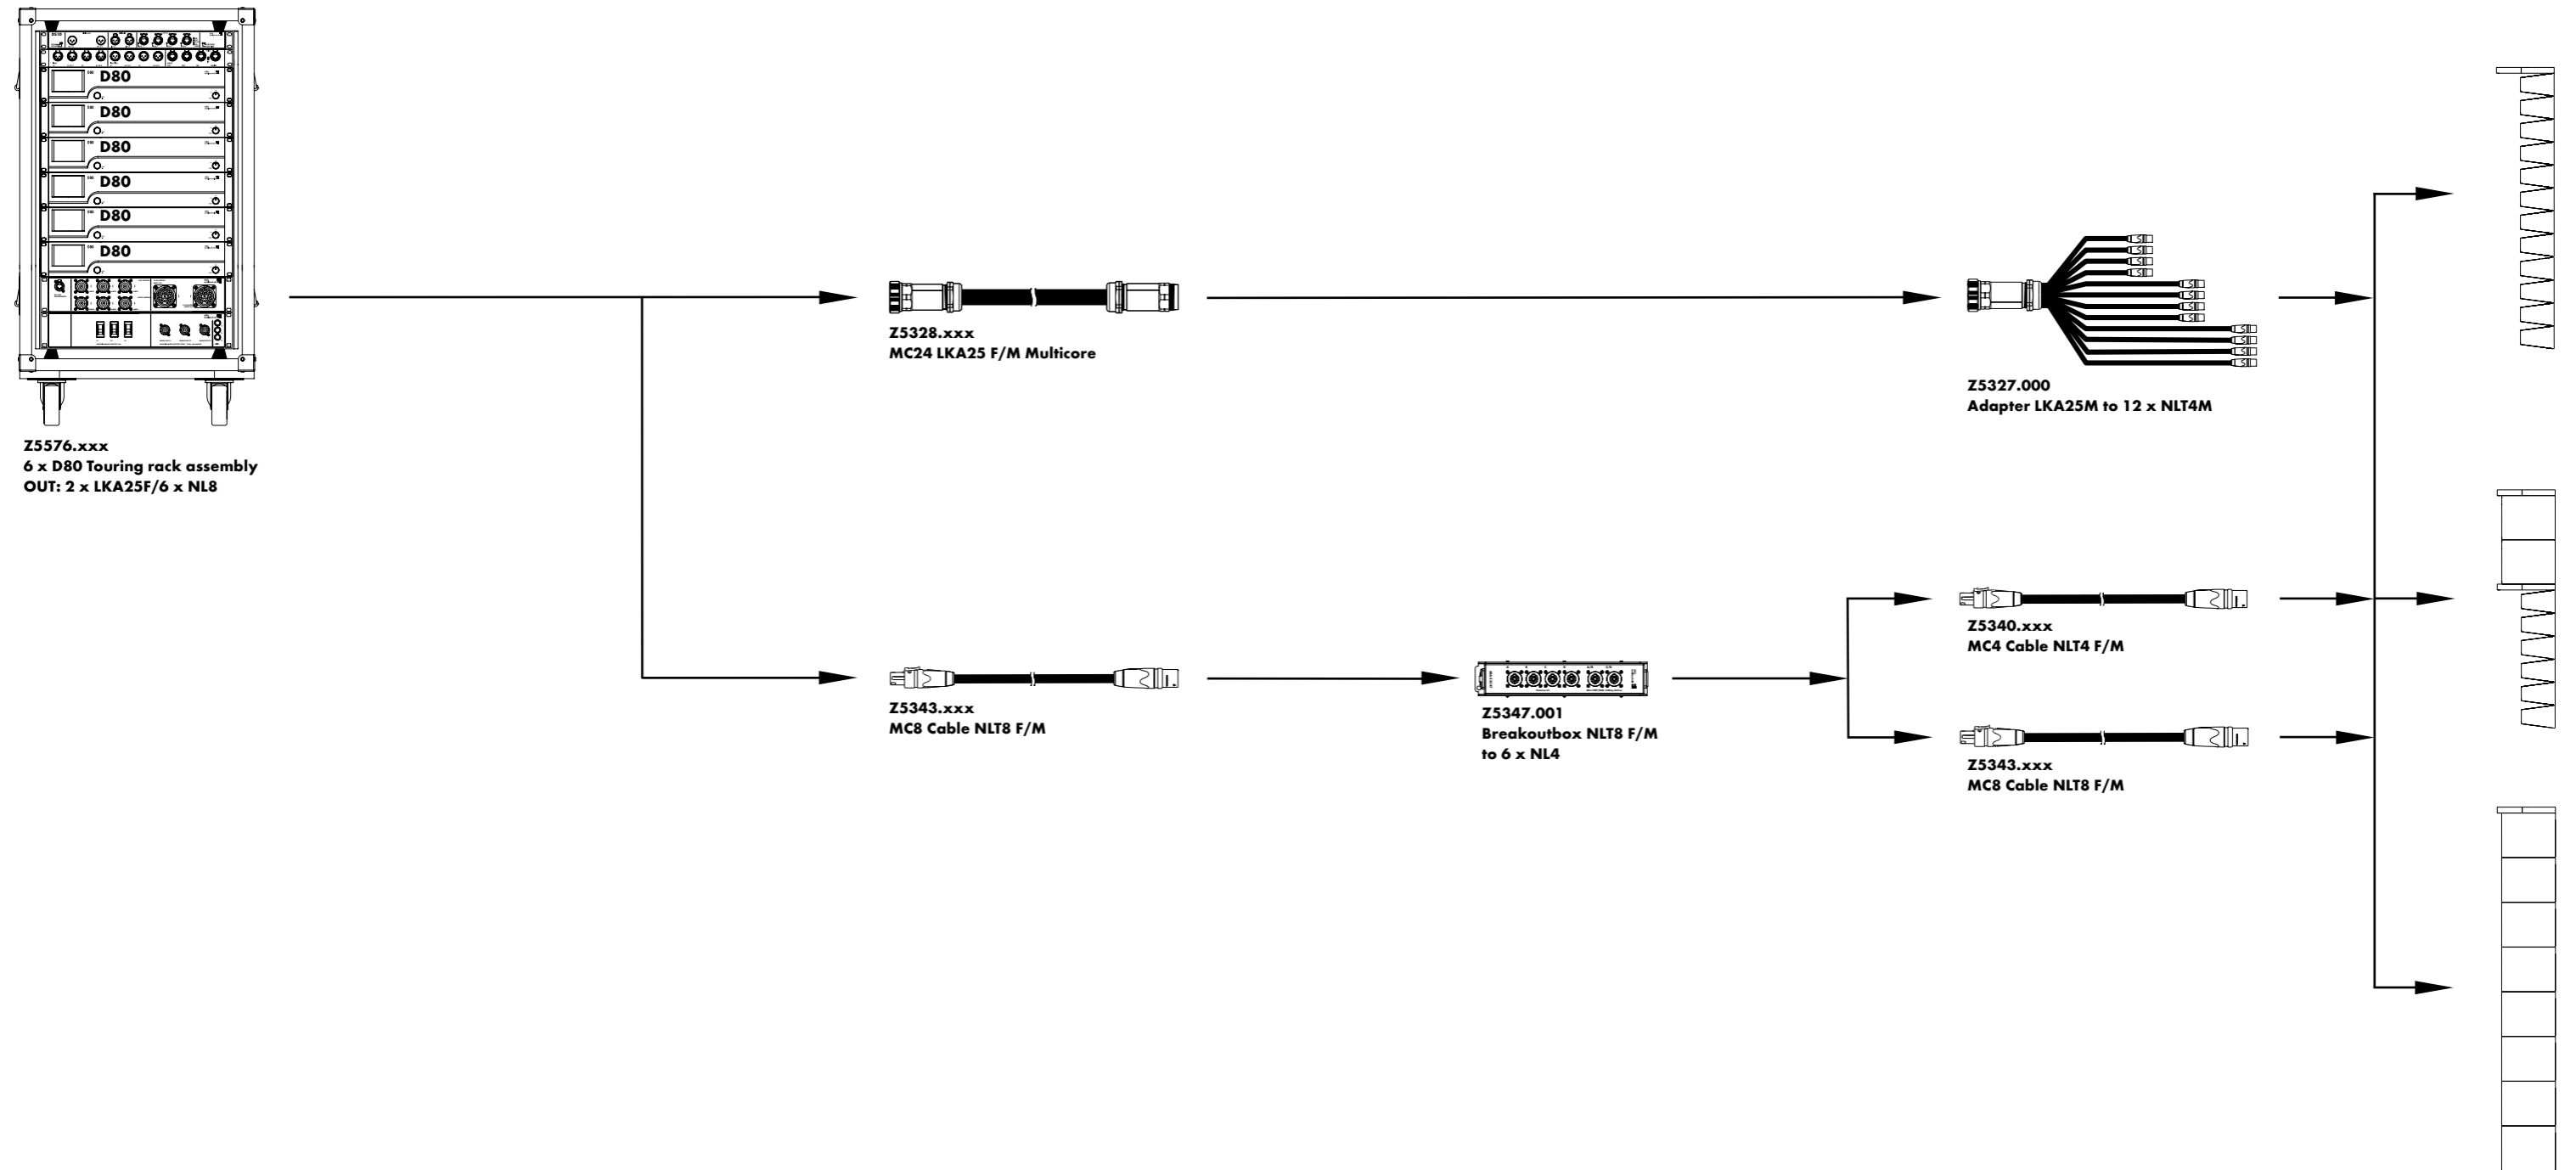 D80
D80
D80
D80
D80
D80
Z5576.xxx
6 x D80 Touring rack assembly
OUT: 2 x LKA25F/6 x NL8
Z5328.xxx
MC24 LKA25 F/M Multicore
Z5327.000
Adapter LKA25M to 12 x NLT4M
Z5343.xxx
MC8 Cable NLT8 F/M
Z5347.001
Breakoutbox NLT8 F/M
to 6 x NL4
Z5340.xxx
MC4 Cable NLT4 F/M
Z5343.xxx
MC8 Cable NLT8 F/M